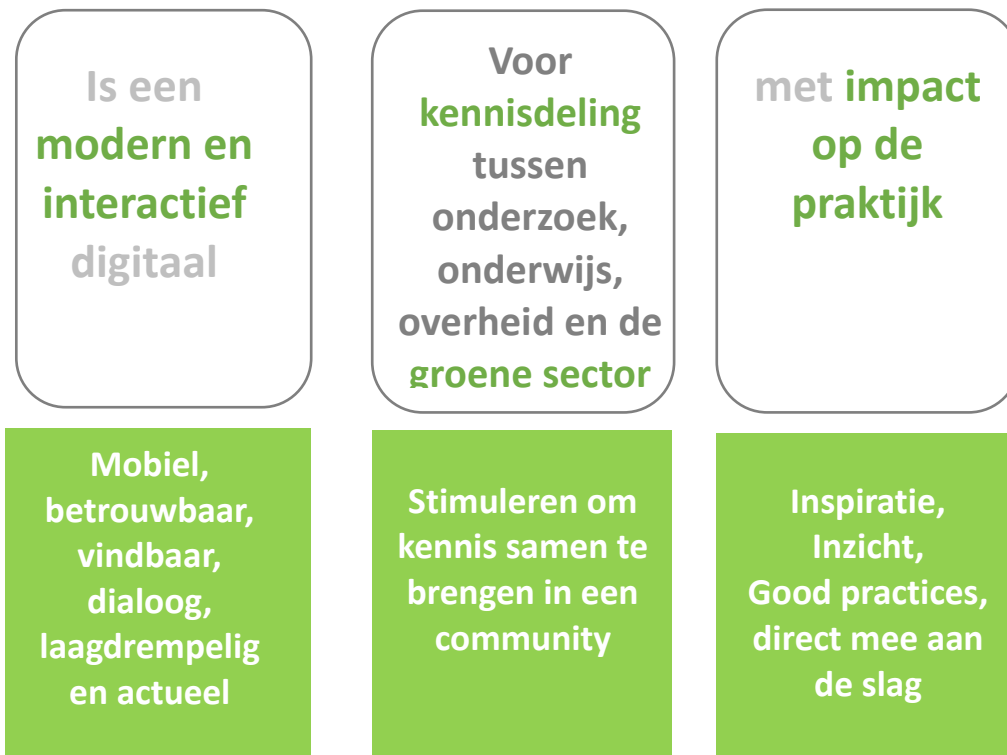 Is een
modern en
interactief
digitaal
Voor
kennisdeling
tussen
onderzoek,
onderwijs,
overheid en de
groene sector
met impact
op de
praktijk
Mobiel,
betrouwbaar,
vindbaar,
dialoog,
laagdrempelig
en actueel
Stimuleren om
kennis samen te
brengen in een
community
Inspiratie,
Inzicht,
Good practices,
direct mee aan
de slag